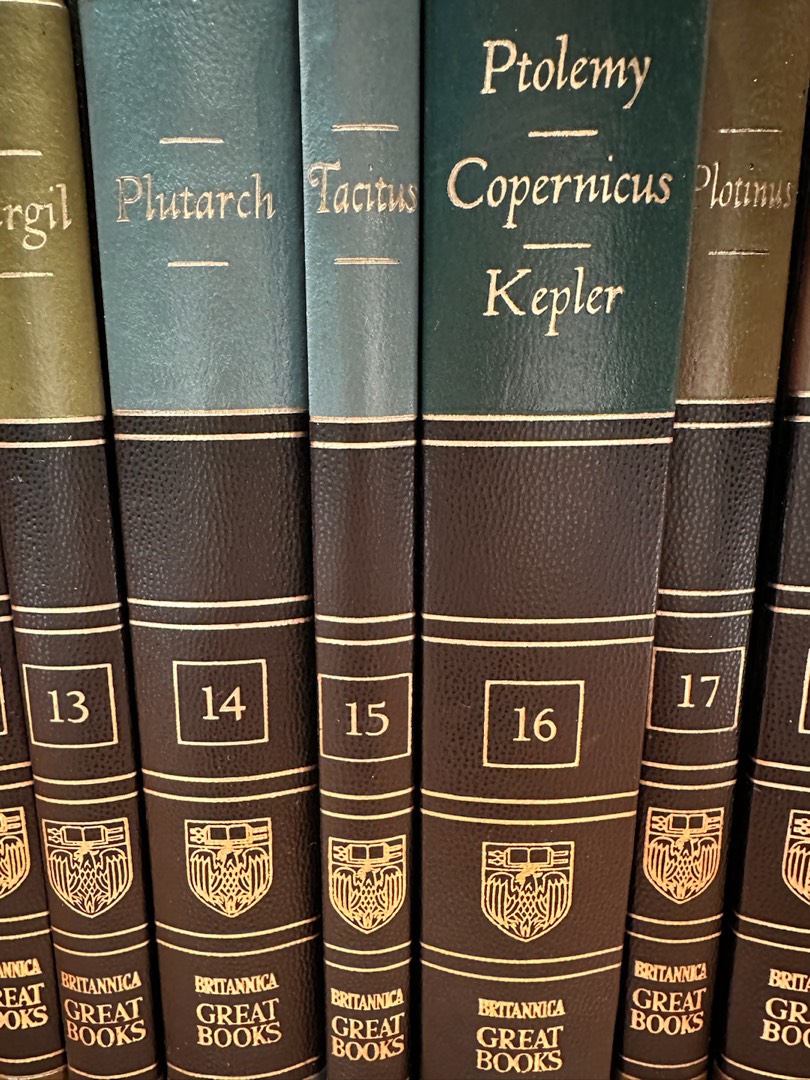 rgil
13
BRITANNICA
GREAT
BOOKS
Plutarch
14
BRITANNICA
GREAT
BOOKS
Tacitus
15
BRITANNICA
GREAT
BOOKS
Ptolemy
Copernicus
Kepler
16
BRITANNICA
GREAT
BOOKS
Plotinus
17
BRITANNICA
GREAT
BOOKS